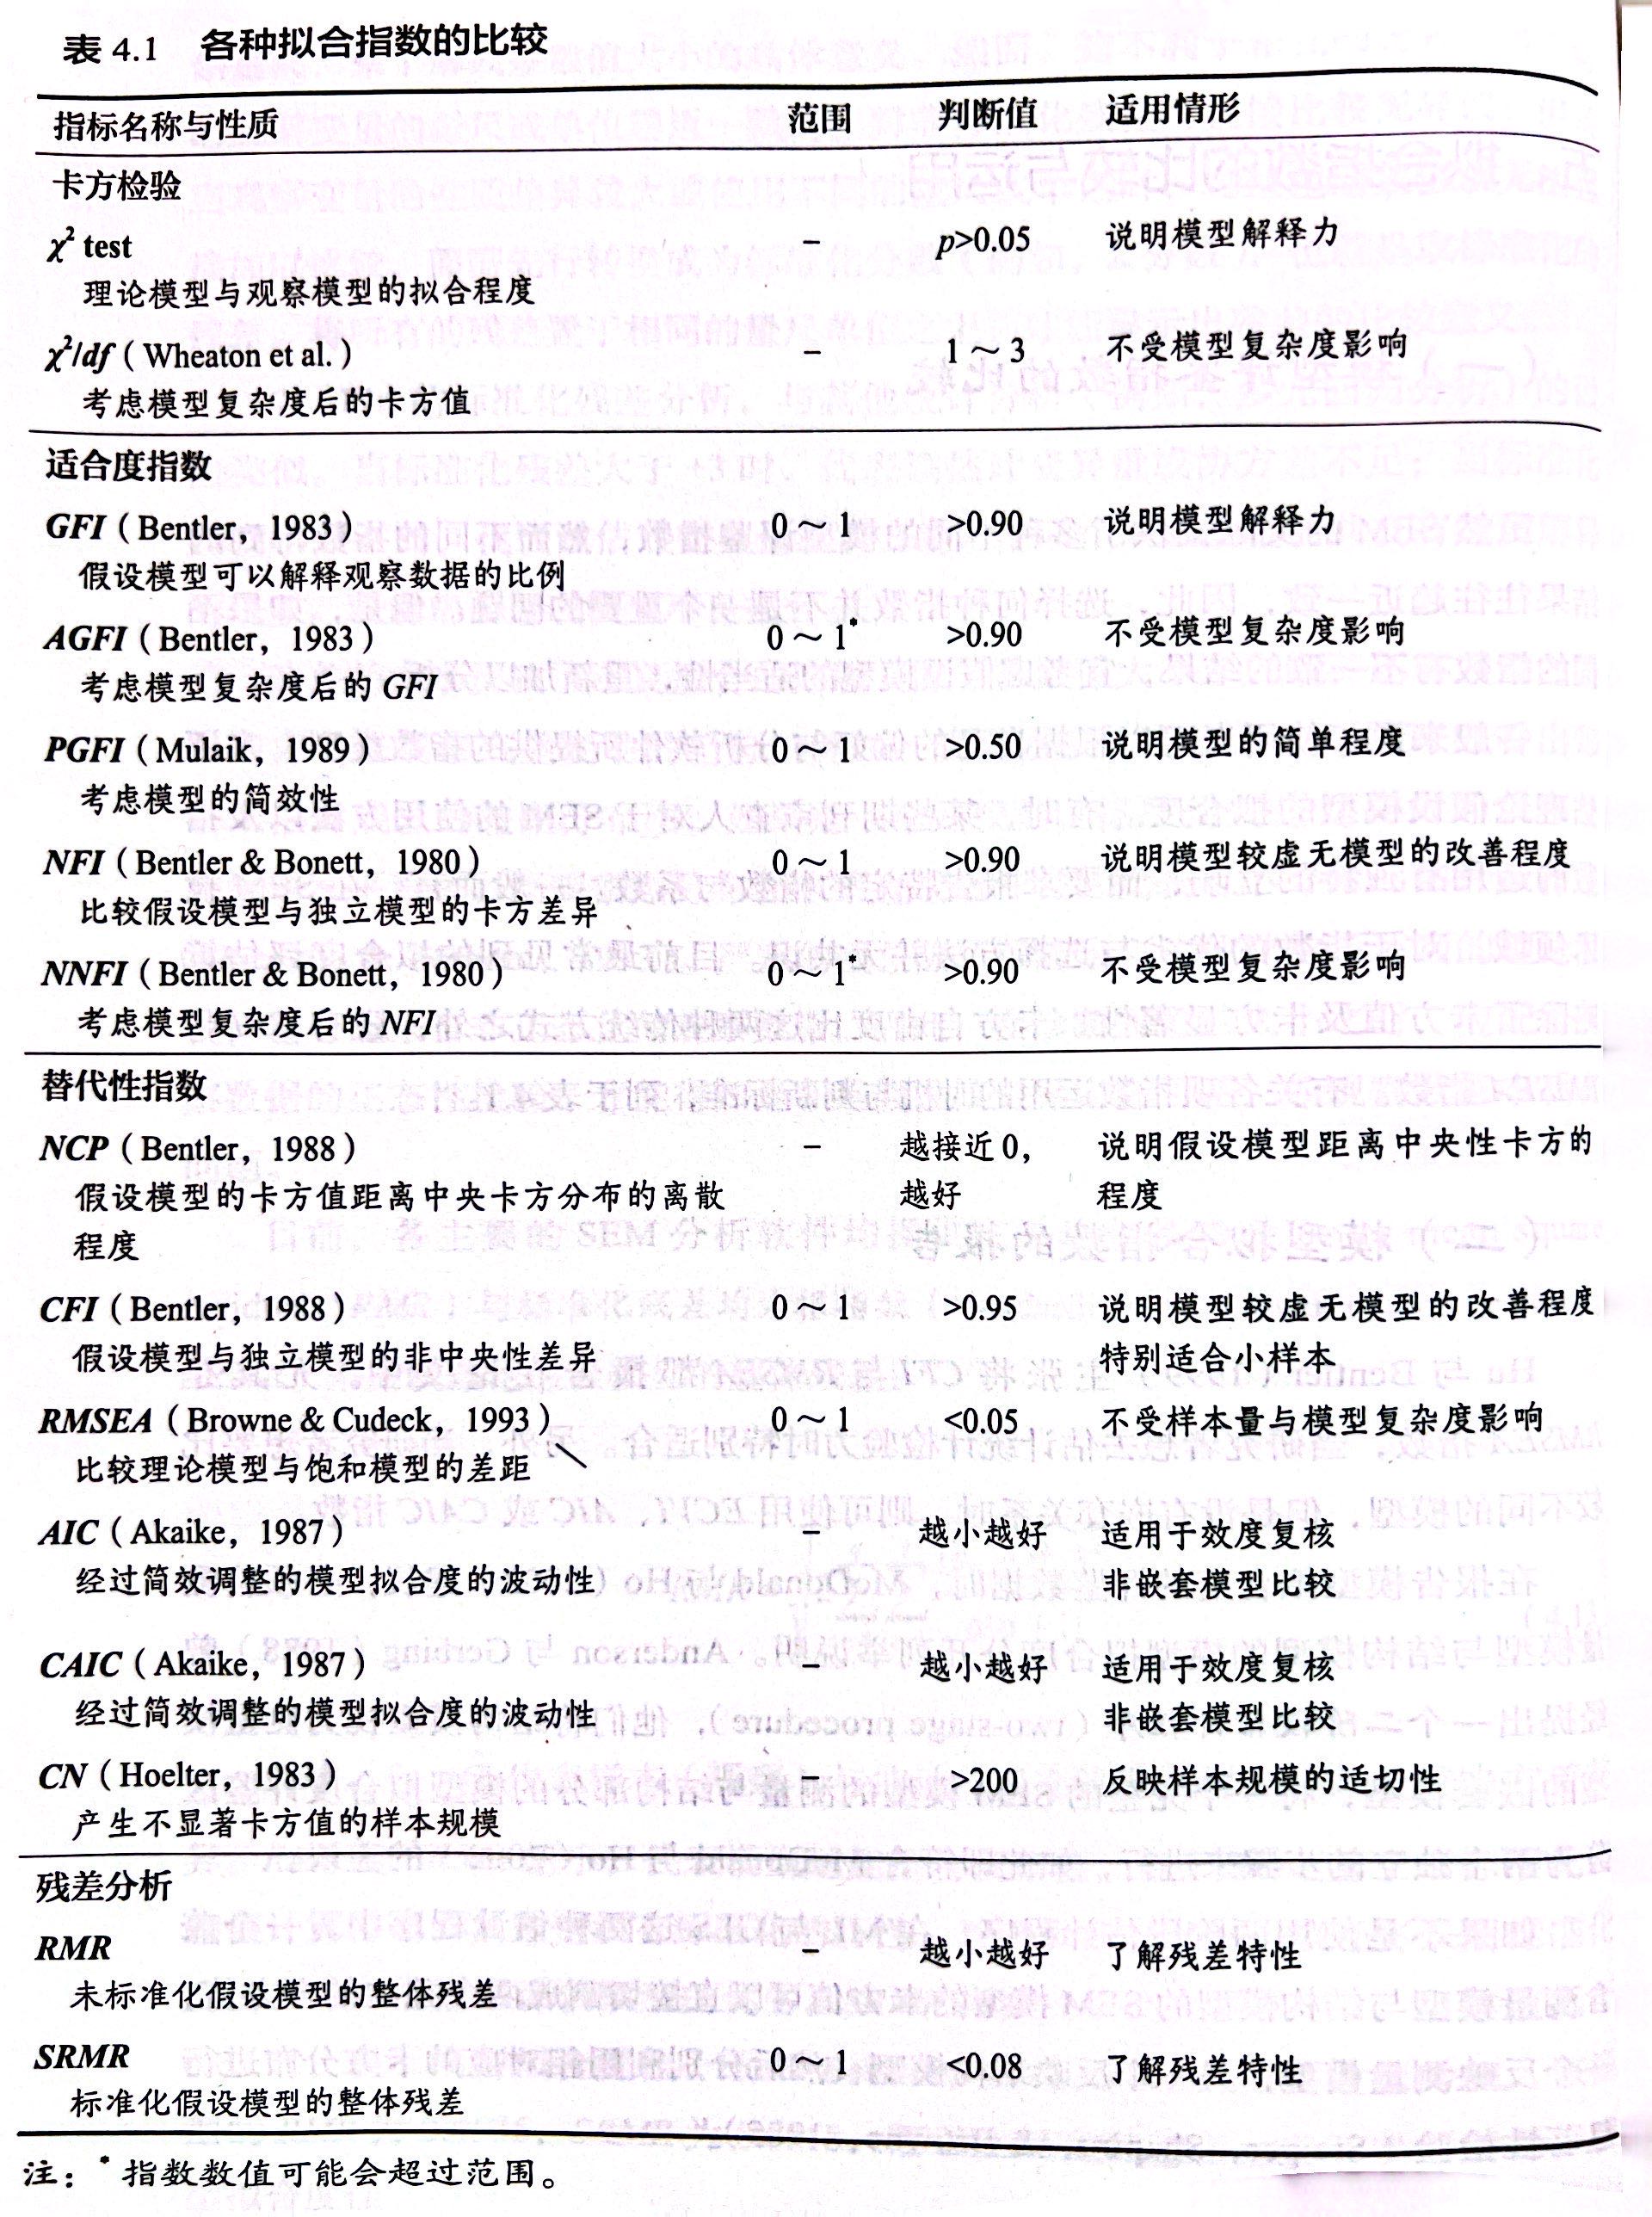 表 4.1 各种拟合指数的比较
指标名称与性质 范围 判断值 适用情形
卡方检验
χ² test – p>0.05 说明模型解释力
理论模型与观察模型的拟合程度
χ²/df（Wheaton et al.） – 1～3 不受模型复杂度影响
考虑模型复杂度后的卡方值
适合度指数
GFI（Bentler，1983） 0～1 >0.90 说明模型解释力
假设模型可以解释观察数据的比例
AGFI（Bentler，1983） 0～1* >0.90 不受模型复杂度影响
考虑模型复杂度后的 GFI
PGFI（Mulaik，1989） 0～1 >0.50 说明模型的简单程度
考虑模型的简效性
NFI（Bentler & Bonett，1980） 0～1 >0.90 说明模型较虚无模型的改善程度
比较假设模型与独立模型的卡方差异
NNFI（Bentler & Bonett，1980） 0～1* >0.90 不受模型复杂度影响
考虑模型复杂度后的 NFI
替代性指数
NCP（Bentler，1988） – 越接近 0， 说明假设模型距离中央性卡方的
假设模型的卡方值距离中央卡方分布的离散 越好 程度
程度
CFI（Bentler，1988） 0～1 >0.95 说明模型较虚无模型的改善程度
假设模型与独立模型的非中央性差异 特别适合小样本
RMSEA（Browne & Cudeck，1993） 0～1 <0.05 不受样本量与模型复杂度影响
比较理论模型与饱和模型的差距
AIC（Akaike，1987） – 越小越好 适用于效度复核
经过简效调整的模型拟合度的波动性 非嵌套模型比较
CAIC（Akaike，1987） – 越小越好 适用于效度复核
经过简效调整的模型拟合度的波动性 非嵌套模型比较
CN（Hoelter，1983） – >200 反映样本规模的适切性
产生不显著卡方值的样本规模
残差分析
RMR – 越小越好 了解残差特性
未标准化假设模型的整体残差
SRMR 0～1 <0.08 了解残差特性
标准化假设模型的整体残差
注：* 指数数值可能会超过范围。